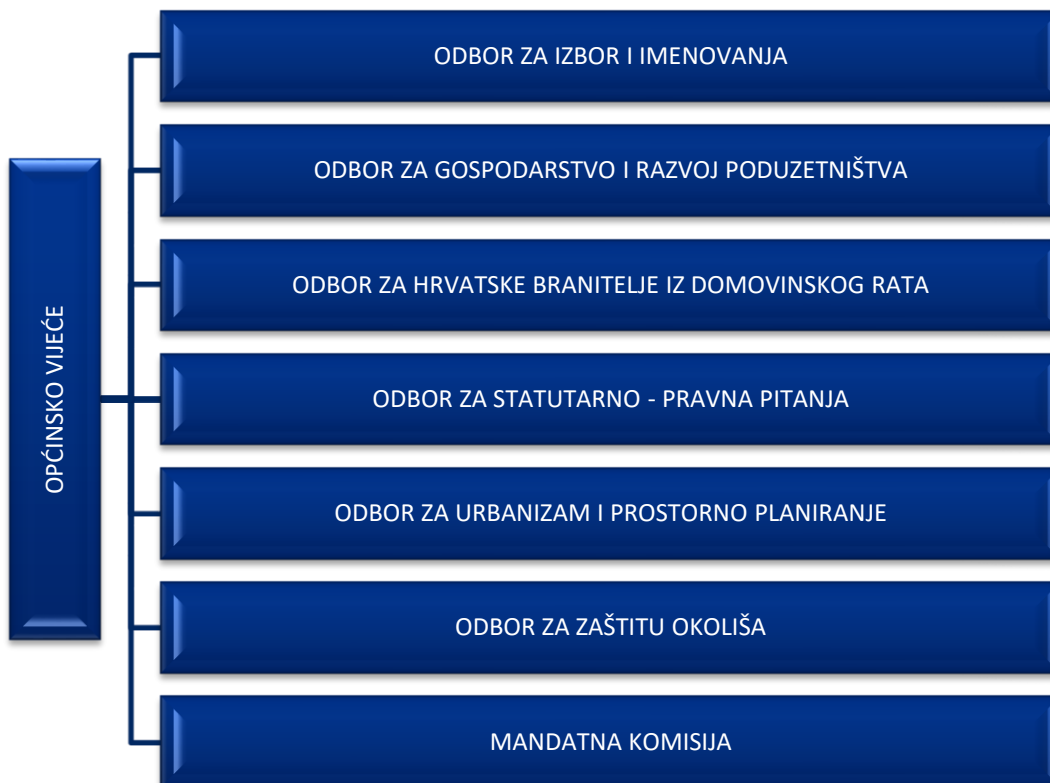 OPĆINSKO VIJEĆE
ODBOR ZA IZBOR I IMENOVANJA
ODBOR ZA GOSPODARSTVO I RAZVOJ PODUZETNIŠTVA
ODBOR ZA HRVATSKE BRANITELJE IZ DOMOVINSKOG RATA
ODBOR ZA STATUTARNO - PRAVNA PITANJA
ODBOR ZA URBANIZAM I PROSTORNO PLANIRANJE
ODBOR ZA ZAŠTITU OKOLIŠA
MANDATNA KOMISIJA